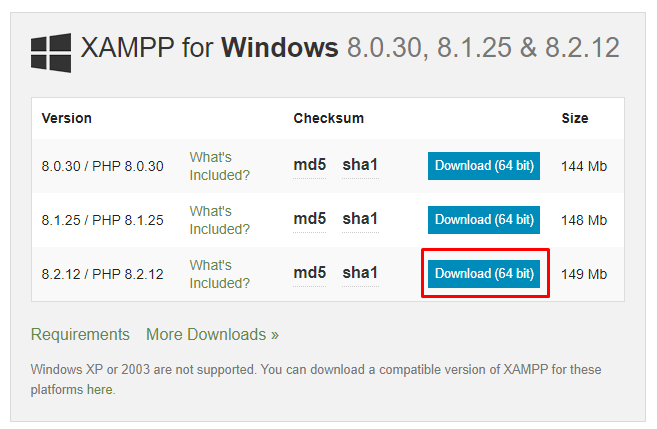 XAMPP for Windows 8.0.30, 8.1.25 & 8.2.12
Version Checksum Size
8.0.30 / PHP 8.0.30 What's Included? md5 sha1 Download (64 bit) 144 Mb
8.1.25 / PHP 8.1.25 What's Included? md5 sha1 Download (64 bit) 148 Mb
8.2.12 / PHP 8.2.12 What's Included? md5 sha1 Download (64 bit) 149 Mb
Requirements More Downloads »
Windows XP or 2003 are not supported. You can download a compatible version of XAMPP for these
platforms here.